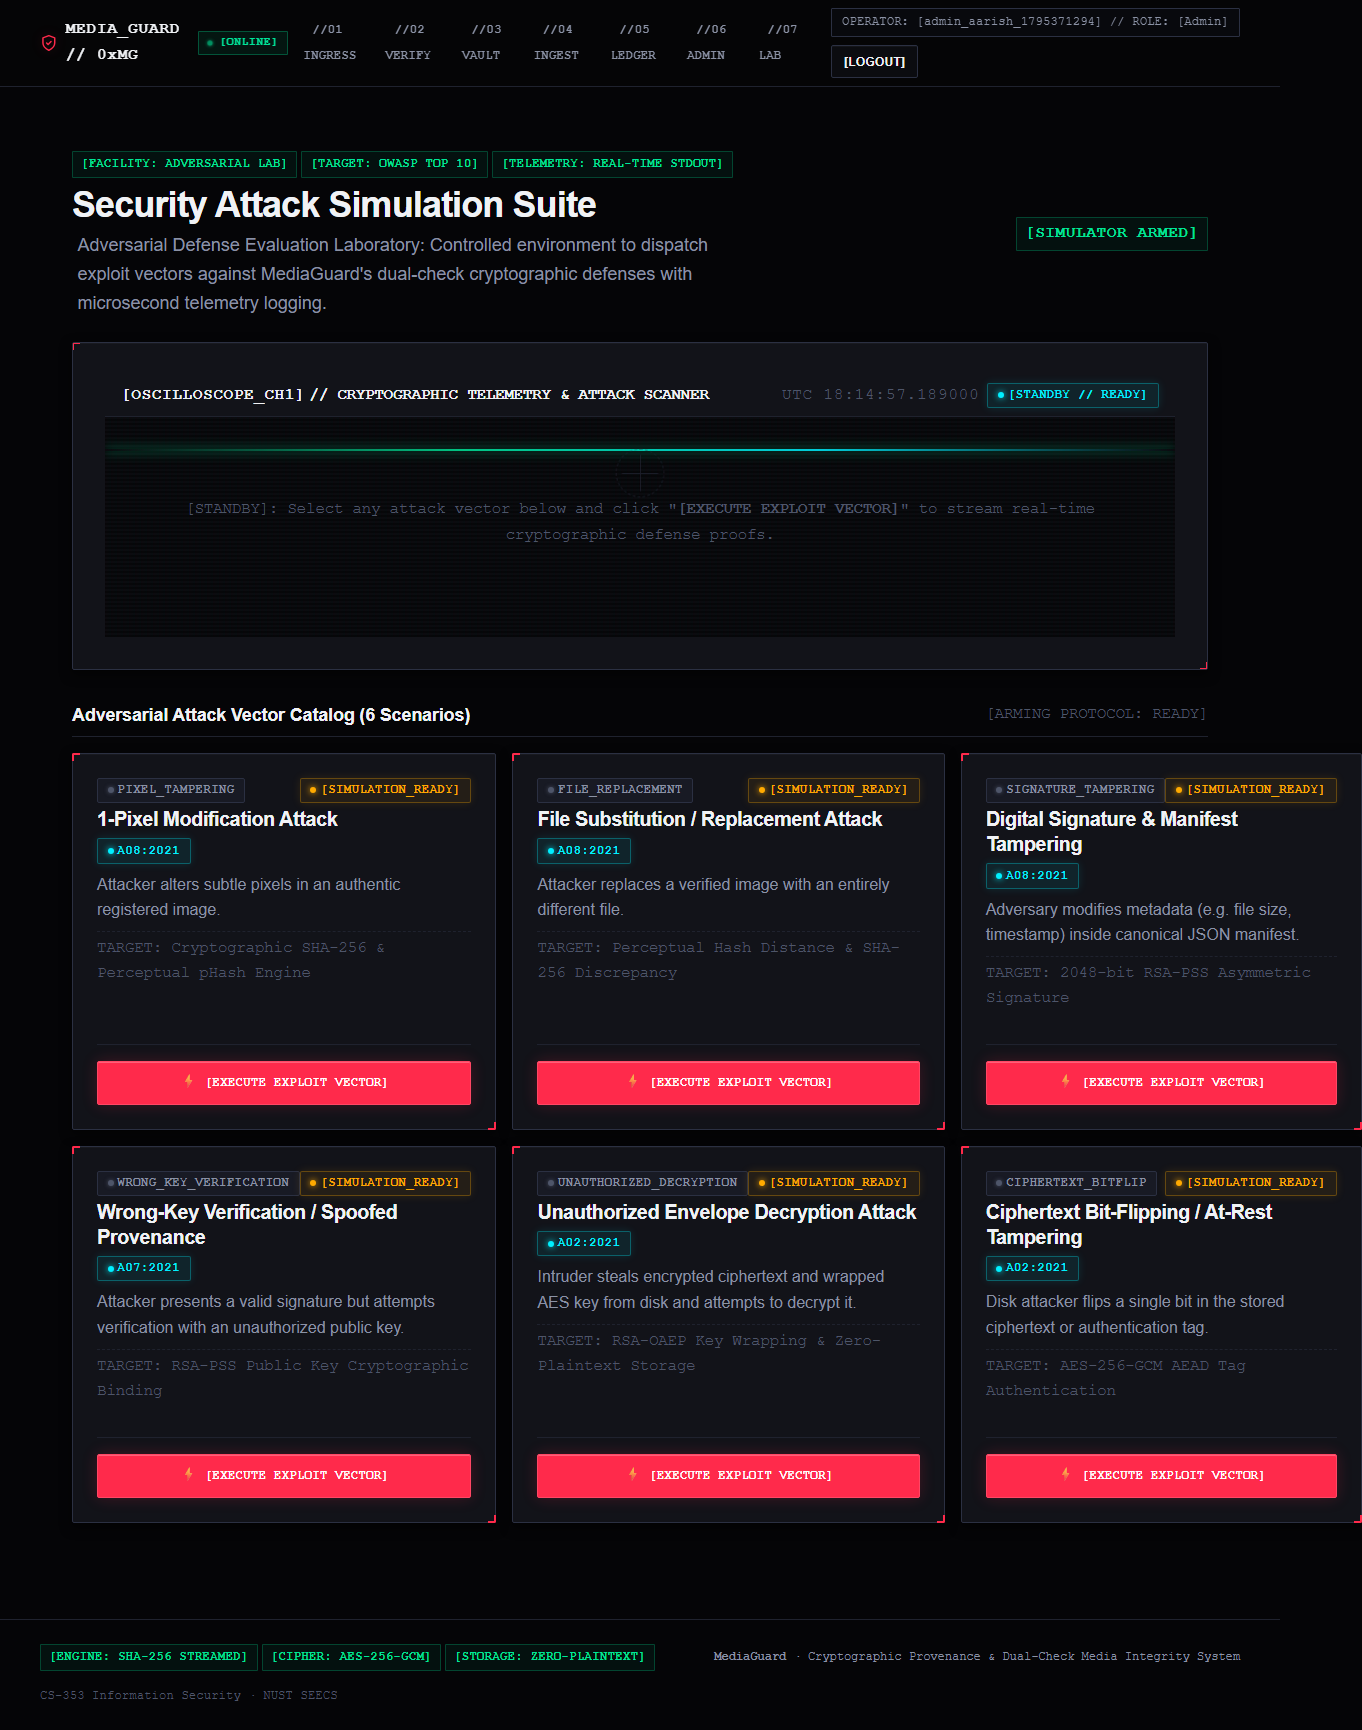 MEDIA_GUARD
// 0xMG
[ONLINE]
//01
INGRESS
//02
VERIFY
//03
VAULT
//04
INGEST
//05
LEDGER
//06
ADMIN
//07
LAB
OPERATOR: [admin_aarish_1795371294] // ROLE: [Admin]
[LOGOUT]
[FACILITY: ADVERSARIAL LAB] [TARGET: OWASP TOP 10] [TELEMETRY: REAL-TIME STDOUT]
Security Attack Simulation Suite
Adversarial Defense Evaluation Laboratory: Controlled environment to dispatch
exploit vectors against MediaGuard's dual-check cryptographic defenses with
microsecond telemetry logging.
[SIMULATOR ARMED]
[OSCILLOSCOPE_CH1] // CRYPTOGRAPHIC TELEMETRY & ATTACK SCANNER
UTC 18:14:57.189000
[STANDBY // READY]
[STANDBY]: Select any attack vector below and click "[EXECUTE EXPLOIT VECTOR]" to stream real-time
cryptographic defense proofs.
Adversarial Attack Vector Catalog (6 Scenarios)
[ARMING PROTOCOL: READY]
PIXEL_TAMPERING
[SIMULATION_READY]
1-Pixel Modification Attack
A08:2021
Attacker alters subtle pixels in an authentic
registered image.
TARGET: Cryptographic SHA-256 &
Perceptual pHash Engine
[EXECUTE EXPLOIT VECTOR]
FILE_REPLACEMENT
[SIMULATION_READY]
File Substitution / Replacement Attack
A08:2021
Attacker replaces a verified image with an entirely
different file.
TARGET: Perceptual Hash Distance & SHA-
256 Discrepancy
[EXECUTE EXPLOIT VECTOR]
SIGNATURE_TAMPERING
[SIMULATION_READY]
Digital Signature & Manifest
Tampering
A08:2021
Adversary modifies metadata (e.g. file size,
timestamp) inside canonical JSON manifest.
TARGET: 2048-bit RSA-PSS Asymmetric
Signature
[EXECUTE EXPLOIT VECTOR]
WRONG_KEY_VERIFICATION
[SIMULATION_READY]
Wrong-Key Verification / Spoofed
Provenance
A07:2021
Attacker presents a valid signature but attempts
verification with an unauthorized public key.
TARGET: RSA-PSS Public Key Cryptographic
Binding
[EXECUTE EXPLOIT VECTOR]
UNAUTHORIZED_DECRYPTION
[SIMULATION_READY]
Unauthorized Envelope Decryption Attack
A02:2021
Intruder steals encrypted ciphertext and wrapped
AES key from disk and attempts to decrypt it.
TARGET: RSA-OAEP Key Wrapping & Zero-
Plaintext Storage
[EXECUTE EXPLOIT VECTOR]
CIPHERTEXT_BITFLIP
[SIMULATION_READY]
Ciphertext Bit-Flipping / At-Rest
Tampering
A02:2021
Disk attacker flips a single bit in the stored
ciphertext or authentication tag.
TARGET: AES-256-GCM AEAD Tag
Authentication
[EXECUTE EXPLOIT VECTOR]
[ENGINE: SHA-256 STREAMED] [CIPHER: AES-256-GCM] [STORAGE: ZERO-PLAINTEXT]
MediaGuard · Cryptographic Provenance & Dual-Check Media Integrity System
CS-353 Information Security · NUST SEECS